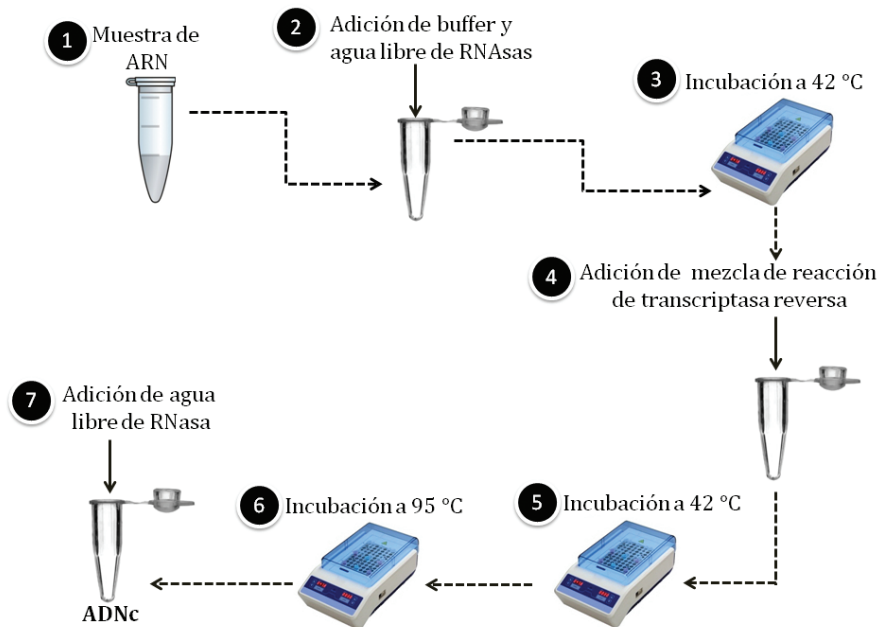 1
Muestra de
ARN
2
Adición de buffer y
agua libre de RNAsas
3
Incubación a 42 °C
4
Adición de mezcla de reacción
de transcriptasa reversa
5
Incubación a 42 °C
6
Incubación a 95 °C
7
Adición de agua
libre de RNasa
ADNc